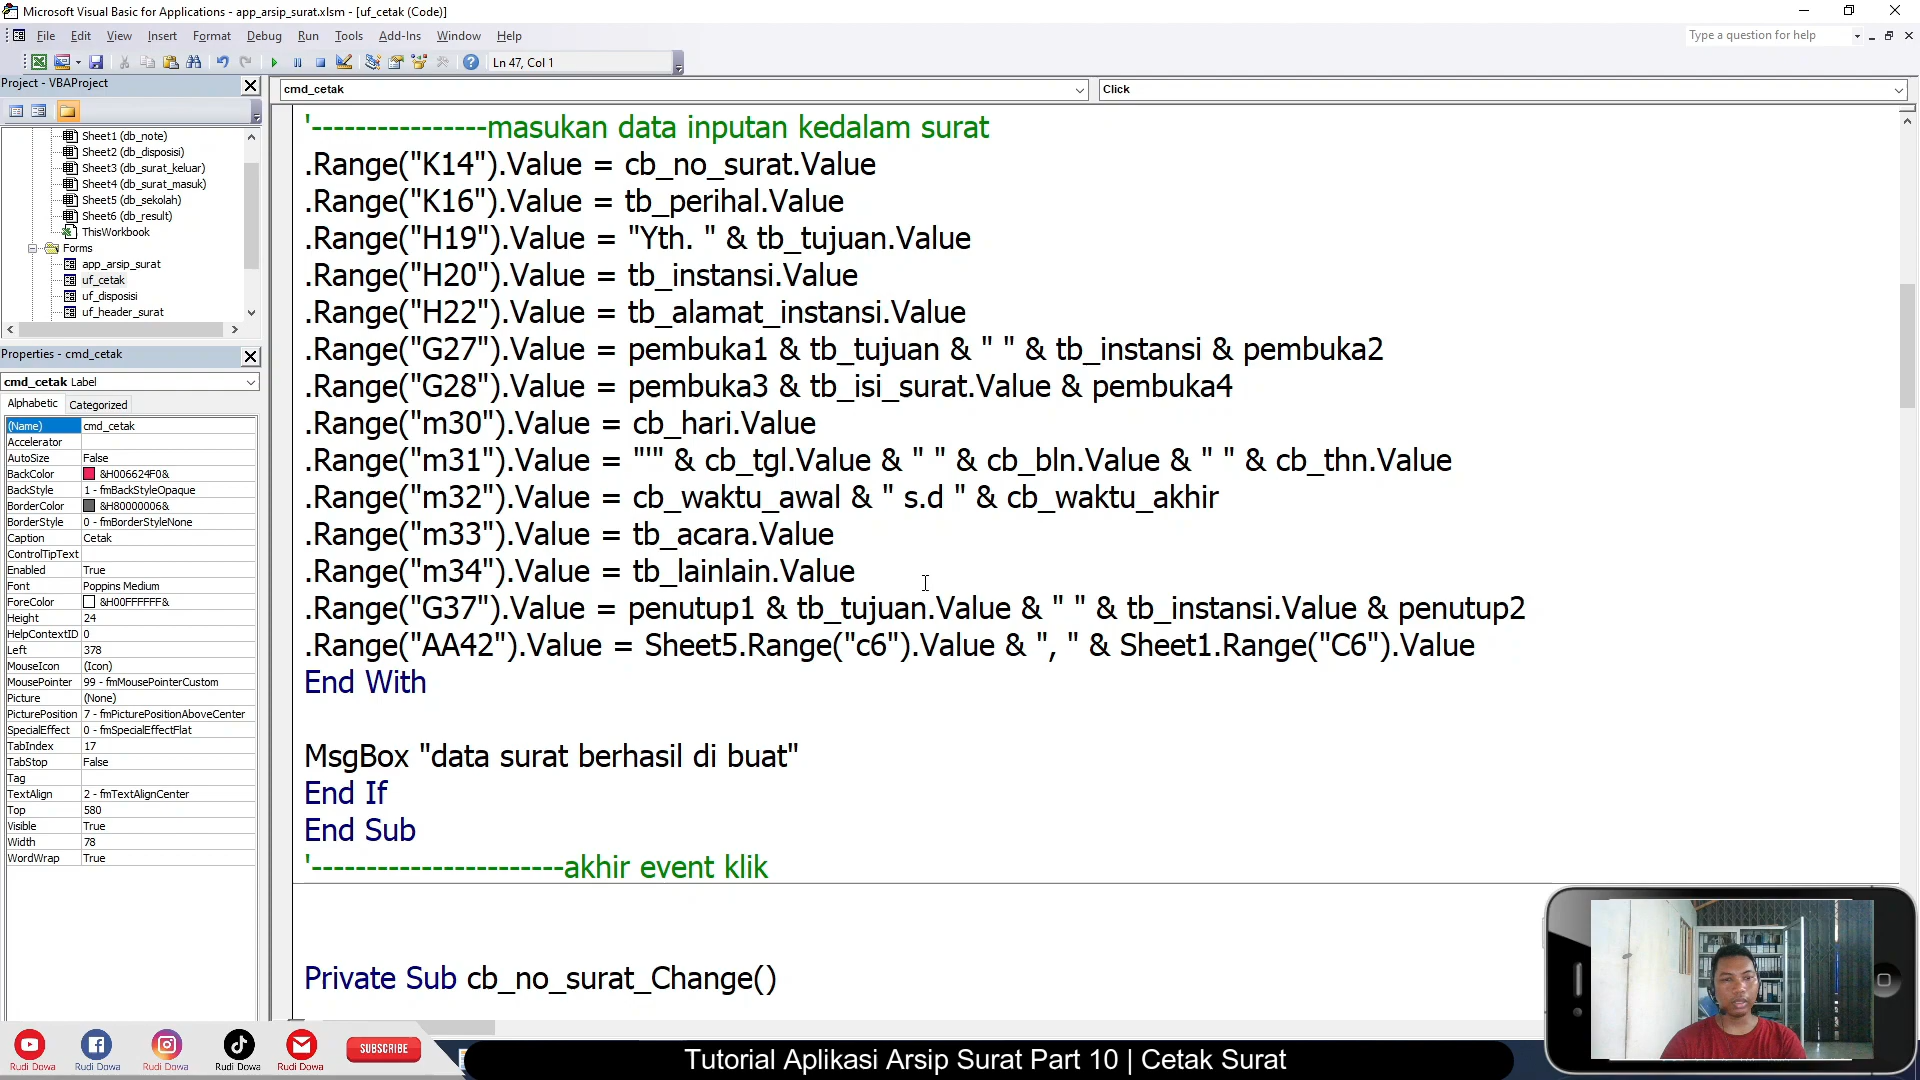 Microsoft Visual Basic for Applications - app_arsip_surat.xlsm - [uf_cetak (Code)]
File Edit View Insert Format Debug Run Tools Add-Ins Window Help
Type a question for help
Ln 47, Col 1
Project - VBAProject
Sheet1 (db_note)
Sheet2 (db_disposisi)
Sheet3 (db_surat_keluar)
Sheet4 (db_surat_masuk)
Sheet5 (db_sekolah)
Sheet6 (db_result)
ThisWorkbook
Forms
app_arsip_surat
uf_cetak
uf_disposisi
uf_header_surat
Properties - cmd_cetak
cmd_cetak Label
Alphabetic Categorized
(Name) cmd_cetak
Accelerator
AutoSize False
BackColor &H006624F0&
BackStyle 1 - fmBackStyleOpaque
BorderColor &H80000006&
BorderStyle 0 - fmBorderStyleNone
Caption Cetak
ControlTipText
Enabled True
Font Poppins Medium
ForeColor &H00FFFFFF&
Height 24
HelpContextID 0
Left 378
MouseIcon (Icon)
MousePointer 99 - fmMousePointerCustom
Picture (None)
PicturePosition 7 - fmPicturePositionAboveCenter
SpecialEffect 0 - fmSpecialEffectFlat
TabIndex 17
TabStop False
Tag
TextAlign 2 - fmTextAlignCenter
Top 580
Visible True
Width 78
WordWrap True
cmd_cetak
Click
'----------------masukan data inputan kedalam surat
.Range("K14").Value = cb_no_surat.Value
.Range("K16").Value = tb_perihal.Value
.Range("H19").Value = "Yth. " & tb_tujuan.Value
.Range("H20").Value = tb_instansi.Value
.Range("H22").Value = tb_alamat_instansi.Value
.Range("G27").Value = pembuka1 & tb_tujuan & " " & tb_instansi & pembuka2
.Range("G28").Value = pembuka3 & tb_isi_surat.Value & pembuka4
.Range("m30").Value = cb_hari.Value
.Range("m31").Value = "'" & cb_tgl.Value & " " & cb_bln.Value & " " & cb_thn.Value
.Range("m32").Value = cb_waktu_awal & " s.d " & cb_waktu_akhir
.Range("m33").Value = tb_acara.Value
.Range("m34").Value = tb_lainlain.Value
.Range("G37").Value = penutup1 & tb_tujuan.Value & " " & tb_instansi.Value & penutup2
.Range("AA42").Value = Sheet5.Range("c6").Value & ", " & Sheet1.Range("C6").Value
End With
MsgBox "data surat berhasil di buat"
End If
End Sub
'-----------------------akhir event klik
Private Sub cb_no_surat_Change()
Rudi Dowa Rudi Dowa Rudi Dowa Rudi Dowa Rudi Dowa
SUBSCRIBE
Tutorial Aplikasi Arsip Surat Part 10 | Cetak Surat